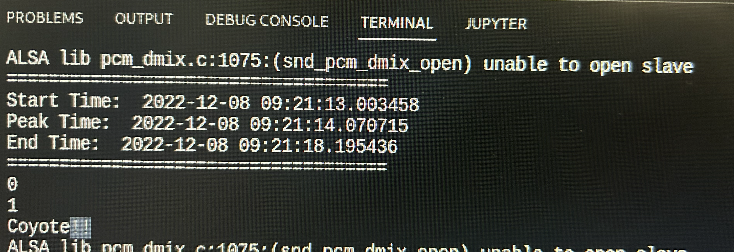 PROBLEMS OUTPUT DEBUG CONSOLE TERMINAL JUPYTER
ALSA lib pcm_dmix.c:1075:(snd_pcm_dmix_open) unable to open slave
========================================
Start Time:  2022-12-08 09:21:13.003458
Peak Time:  2022-12-08 09:21:14.070715
End Time:  2022-12-08 09:21:18.195436
========================================
0
1
Coyote
ALSA lib pcm_dmix.c:1075:(snd_pcm_dmix_open) unable to open slave